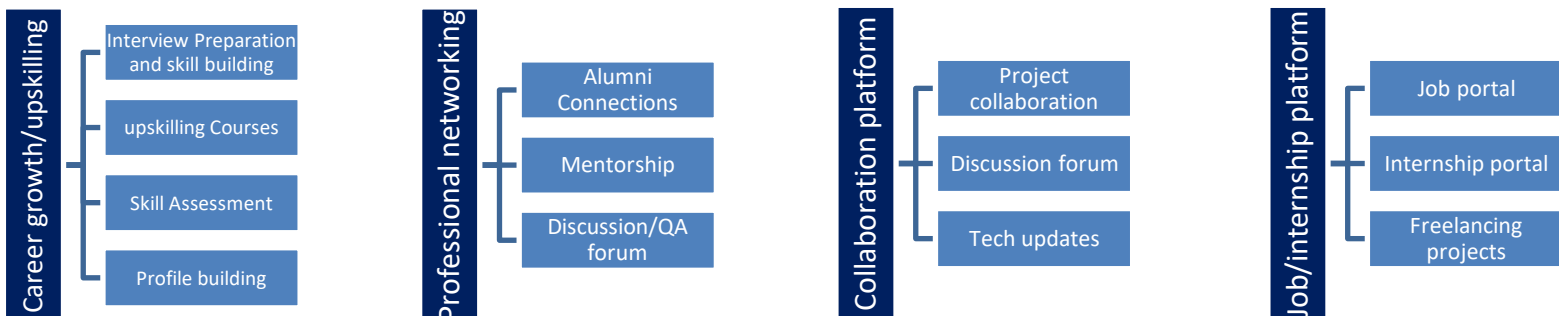 Career growth/upskilling
Interview Preparation
and skill building
upskilling Courses
Skill Assessment
Profile building
Professional networking
Alumni
Connections
Mentorship
Discussion/QA
forum
Collaboration platform
Project
collaboration
Discussion forum
Tech updates
Job/internship platform
Job portal
Internship portal
Freelancing
projects